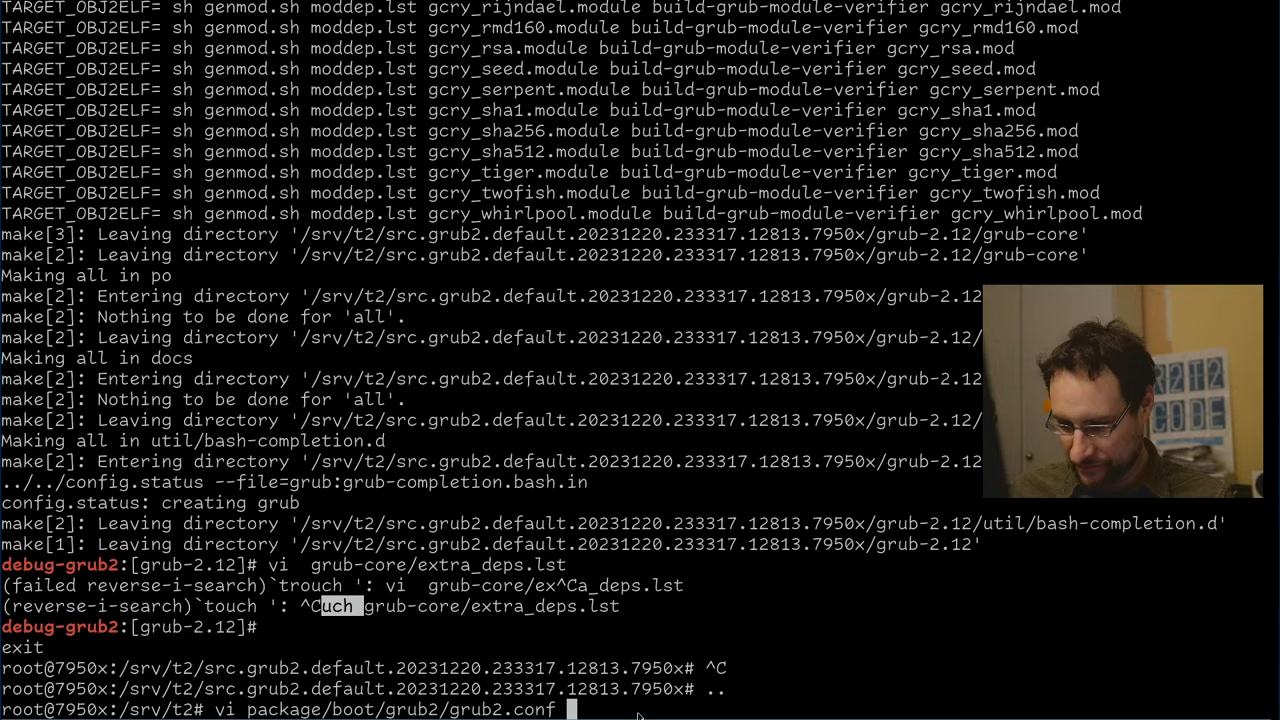 TARGET_OBJ2ELF= sh genmod.sh moddep.lst gcry_rijndael.module build-grub-module-verifier gcry_rijndael.mod
TARGET_OBJ2ELF= sh genmod.sh moddep.lst gcry_rmd160.module build-grub-module-verifier gcry_rmd160.mod
TARGET_OBJ2ELF= sh genmod.sh moddep.lst gcry_rsa.module build-grub-module-verifier gcry_rsa.mod
TARGET_OBJ2ELF= sh genmod.sh moddep.lst gcry_seed.module build-grub-module-verifier gcry_seed.mod
TARGET_OBJ2ELF= sh genmod.sh moddep.lst gcry_serpent.module build-grub-module-verifier gcry_serpent.mod
TARGET_OBJ2ELF= sh genmod.sh moddep.lst gcry_sha1.module build-grub-module-verifier gcry_sha1.mod
TARGET_OBJ2ELF= sh genmod.sh moddep.lst gcry_sha256.module build-grub-module-verifier gcry_sha256.mod
TARGET_OBJ2ELF= sh genmod.sh moddep.lst gcry_sha512.module build-grub-module-verifier gcry_sha512.mod
TARGET_OBJ2ELF= sh genmod.sh moddep.lst gcry_tiger.module build-grub-module-verifier gcry_tiger.mod
TARGET_OBJ2ELF= sh genmod.sh moddep.lst gcry_twofish.module build-grub-module-verifier gcry_twofish.mod
TARGET_OBJ2ELF= sh genmod.sh moddep.lst gcry_whirlpool.module build-grub-module-verifier gcry_whirlpool.mod
make[3]: Leaving directory '/srv/t2/src.grub2.default.20231220.233317.12813.7950x/grub-2.12/grub-core'
make[2]: Leaving directory '/srv/t2/src.grub2.default.20231220.233317.12813.7950x/grub-2.12/grub-core'
Making all in po
make[2]: Entering directory '/srv/t2/src.grub2.default.20231220.233317.12813.7950x/grub-2.12
make[2]: Nothing to be done for 'all'.
make[2]: Leaving directory '/srv/t2/src.grub2.default.20231220.233317.12813.7950x/grub-2.12/
Making all in docs
make[2]: Entering directory '/srv/t2/src.grub2.default.20231220.233317.12813.7950x/grub-2.12
make[2]: Nothing to be done for 'all'.
make[2]: Leaving directory '/srv/t2/src.grub2.default.20231220.233317.12813.7950x/grub-2.12/
Making all in util/bash-completion.d
make[2]: Entering directory '/srv/t2/src.grub2.default.20231220.233317.12813.7950x/grub-2.12
../../config.status --file=grub:grub-completion.bash.in
config.status: creating grub
make[2]: Leaving directory '/srv/t2/src.grub2.default.20231220.233317.12813.7950x/grub-2.12/util/bash-completion.d'
make[1]: Leaving directory '/srv/t2/src.grub2.default.20231220.233317.12813.7950x/grub-2.12'
debug-grub2:[grub-2.12]# vi  grub-core/extra_deps.lst
(failed reverse-i-search)`trouch ': vi  grub-core/ex^Ca_deps.lst
(reverse-i-search)`touch ': ^Cuch grub-core/extra_deps.lst
debug-grub2:[grub-2.12]#
exit
root@7950x:/srv/t2/src.grub2.default.20231220.233317.12813.7950x# ^C
root@7950x:/srv/t2/src.grub2.default.20231220.233317.12813.7950x# ..
root@7950x:/srv/t2# vi package/boot/grub2/grub2.conf
CODE